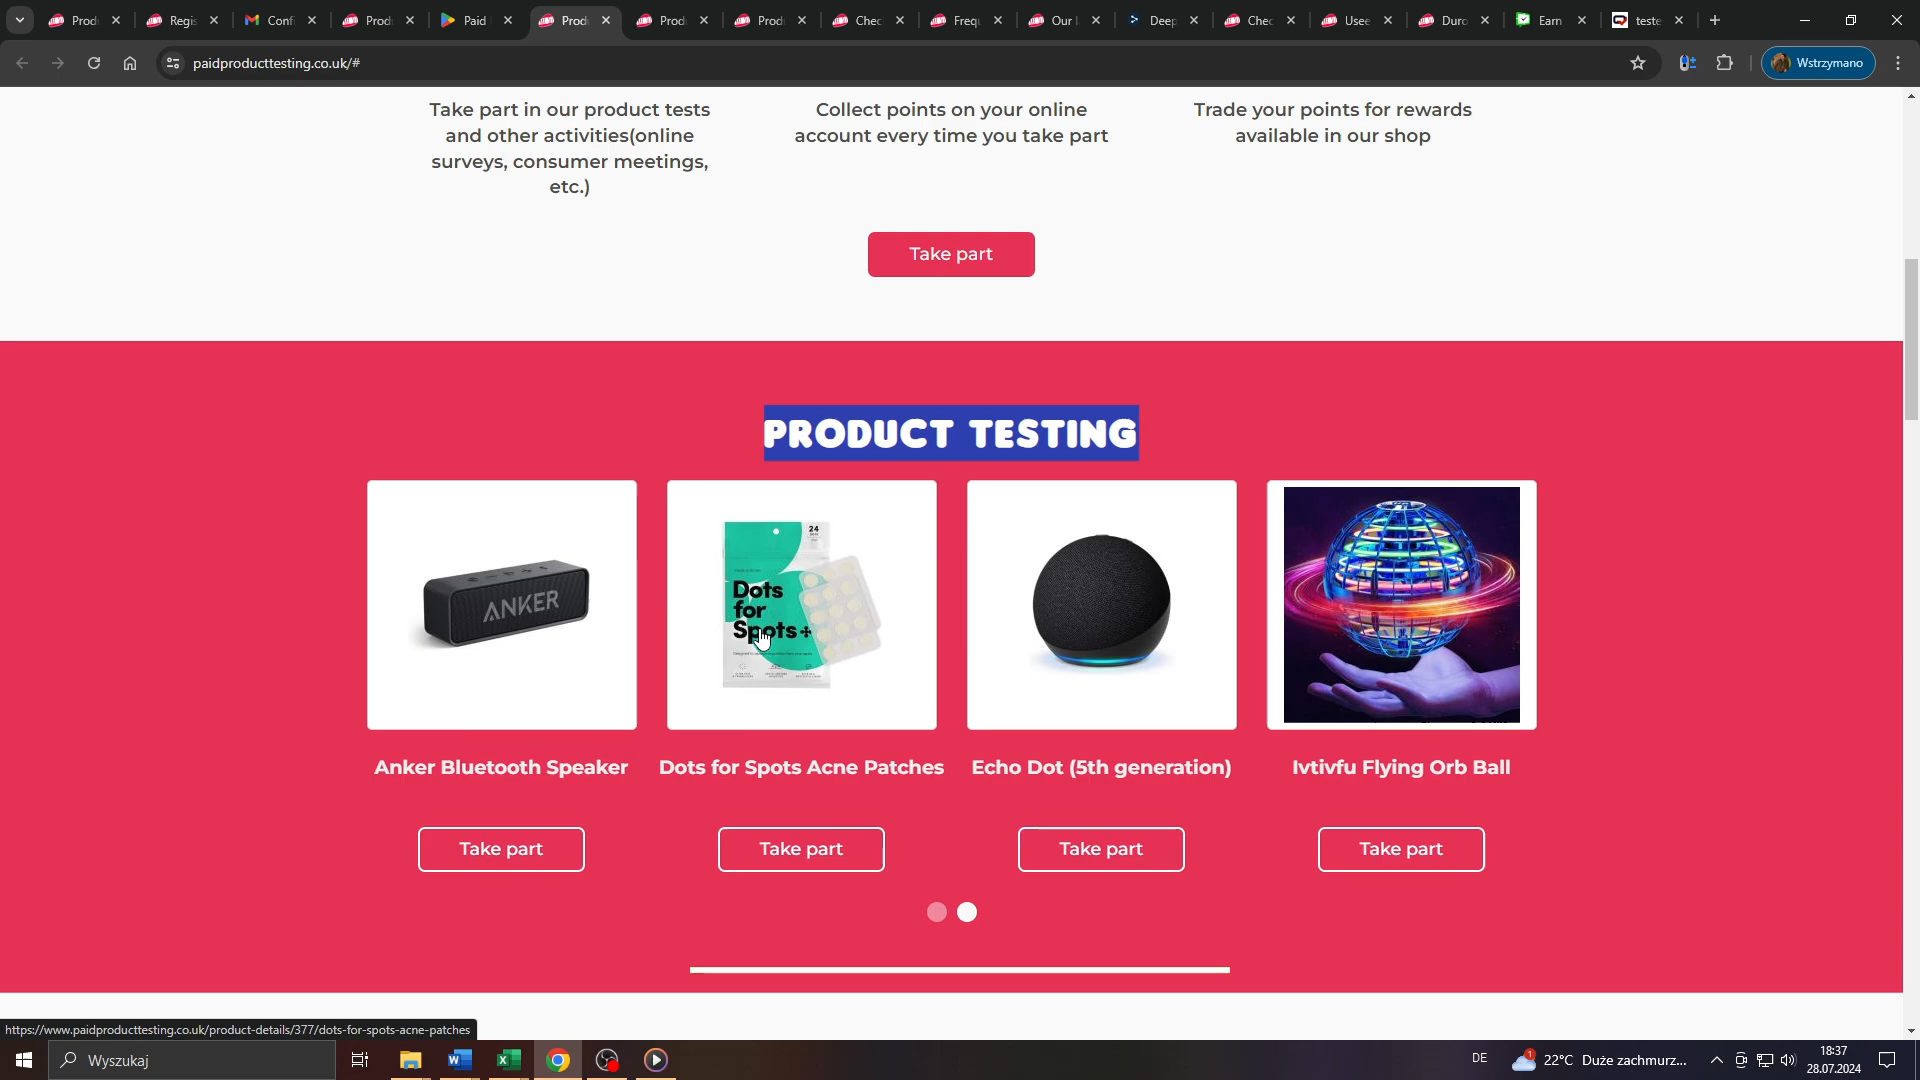 Prod
Regis
Confi
Prod
Paid
Prod
Prod
Prod
Chec
Freq
Our
Deep
Chec
Usee
Duro
Earn
teste
paidproducttesting.co.uk/#
Wstrzymano
Take part in our product tests
and other activities(online
surveys, consumer meetings,
etc.)
Collect points on your online
account every time you take part
Trade your points for rewards
available in our shop
Take part
PRODUCT TESTING
ANKER
24
Dots
for
Spots+
Anker Bluetooth Speaker
Dots for Spots Acne Patches
Echo Dot (5th generation)
Ivtivfu Flying Orb Ball
Take part
Take part
Take part
Take part
https://www.paidproducttesting.co.uk/product-details/377/dots-for-spots-acne-patches
Wyszukaj
DE
1
22°C Duże zachmurz...
18:37
28.07.2024